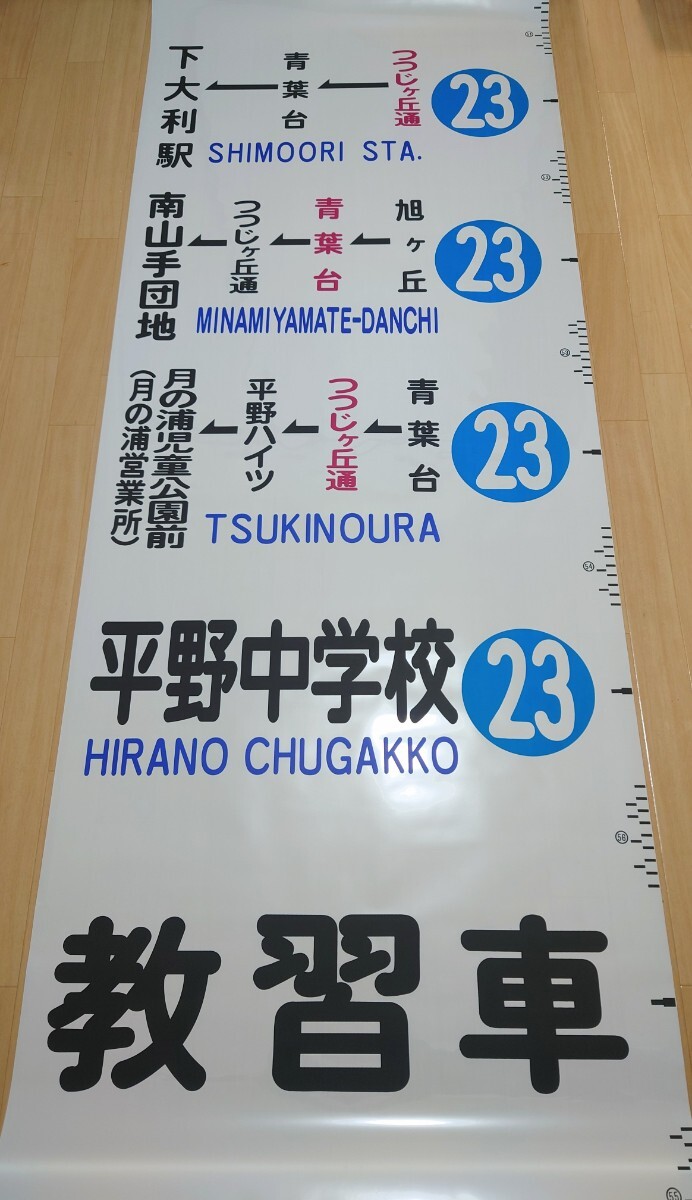 23
つつじヶ丘通
青葉台
下大利駅
SHIMOORI STA.
23
旭ヶ丘
青葉台
つつじヶ丘通
南山手団地
MINAMIYAMATE-DANCHI
23
青葉台
つつじヶ丘通
平野ハイツ
月の浦児童公園前
(月の浦営業所)
TSUKINOURA
54
平野中学校
23
HIRANO CHUGAKKO
56
教習車
55